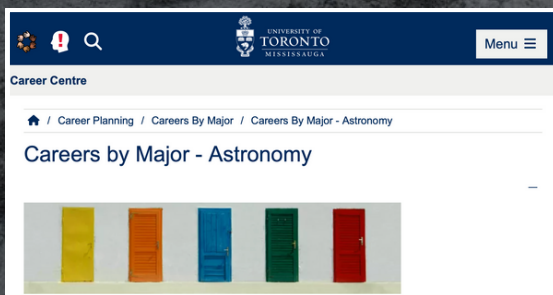 UNIVERSITY OF
TORONTO
MISSISSAUGA
Menu ☰
Career Centre
/ Career Planning / Careers By Major / Careers By Major - Astronomy
Careers by Major - Astronomy